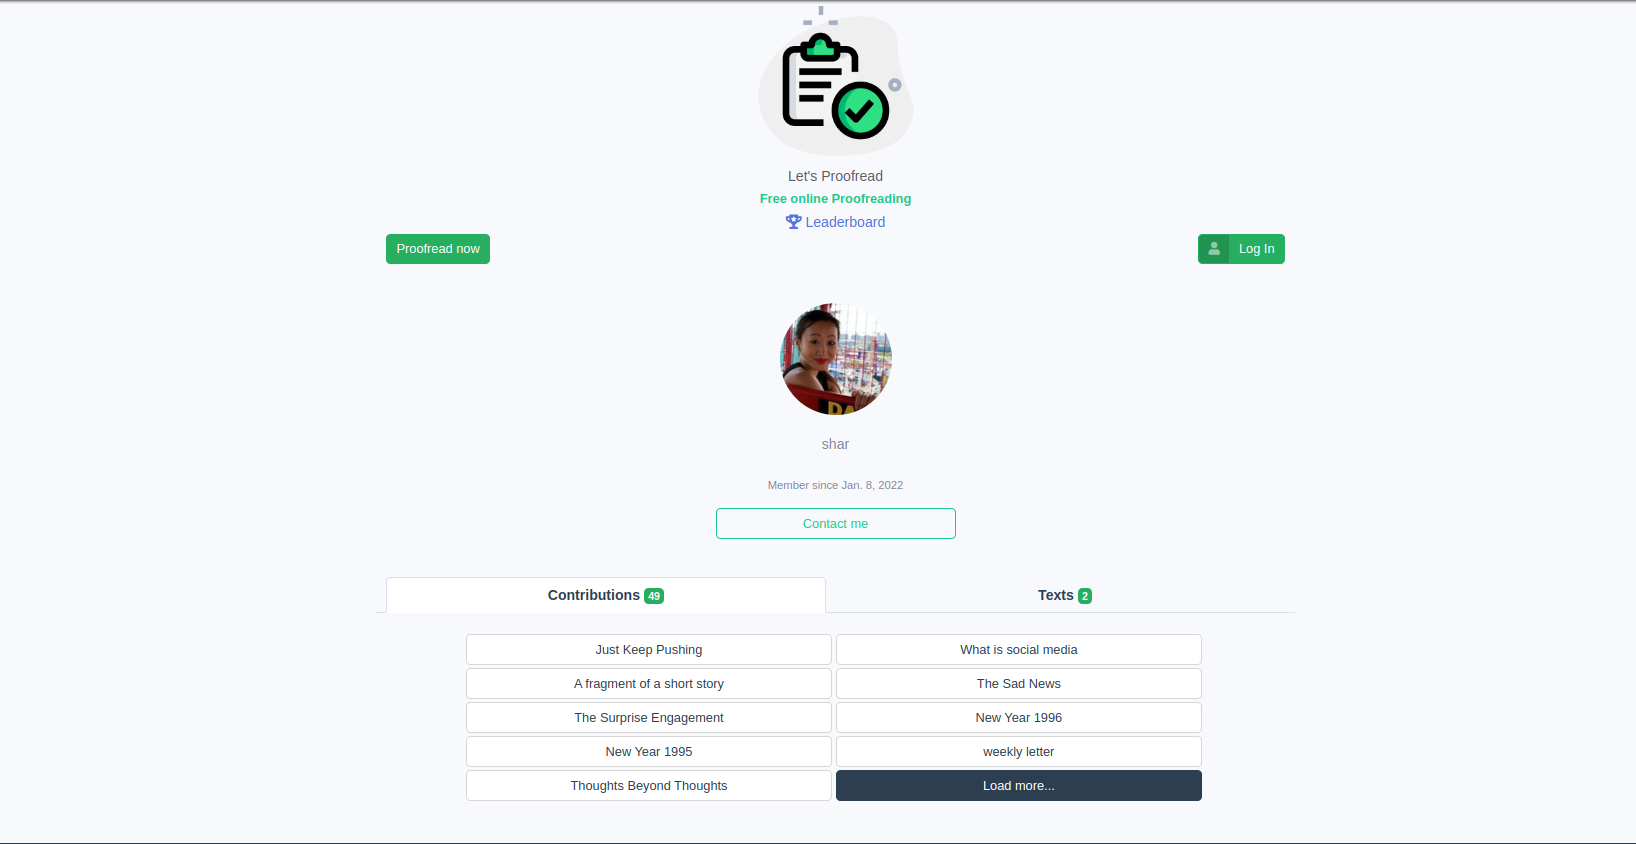 Let's Proofread
Free online Proofreading
Leaderboard
Proofread now
Log In
shar
Member since Jan. 8, 2022
Contact me
Contributions 49
Texts 2
Just Keep Pushing
What is social media
A fragment of a short story
The Sad News
The Surprise Engagement
New Year 1996
New Year 1995
weekly letter
Thoughts Beyond Thoughts
Load more...